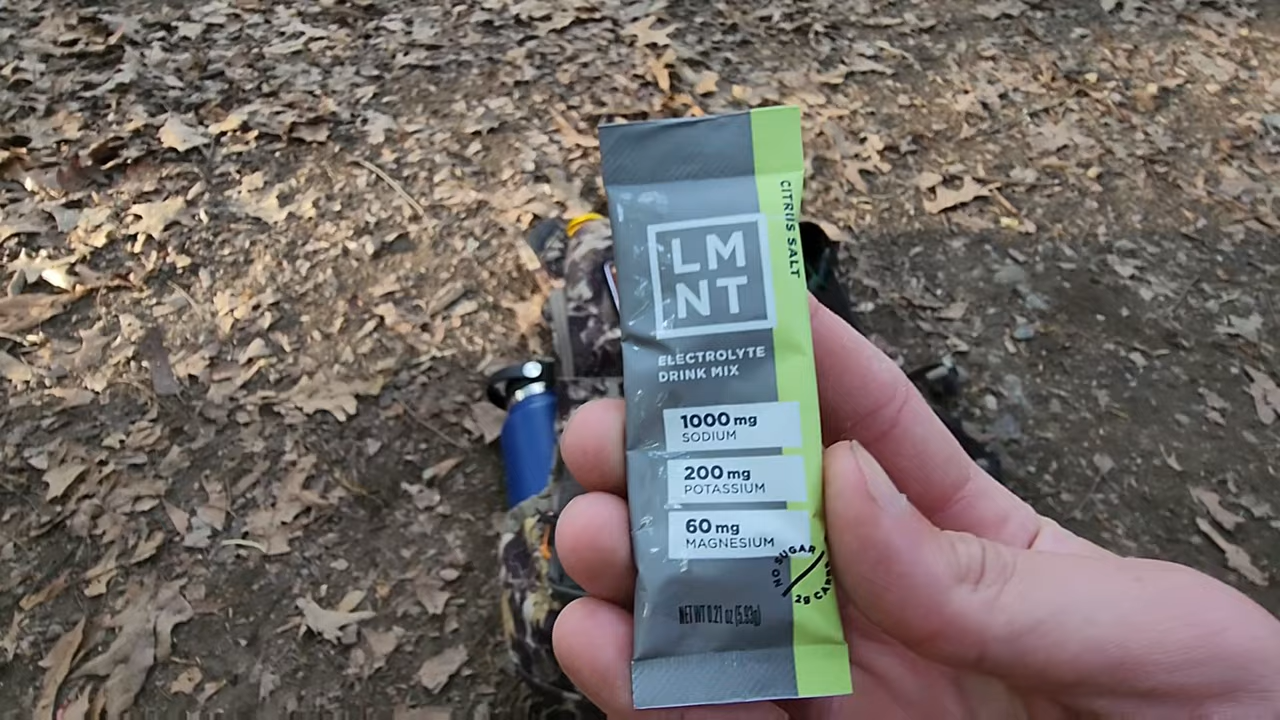 CITRUS SALT
LM
NT
ELECTROLYTE
DRINK MIX
1000 mg
SODIUM
200 mg
POTASSIUM
60 mg
MAGNESIUM
NO SUGAR
2g
NET WT 0.21 oz (5.93g)